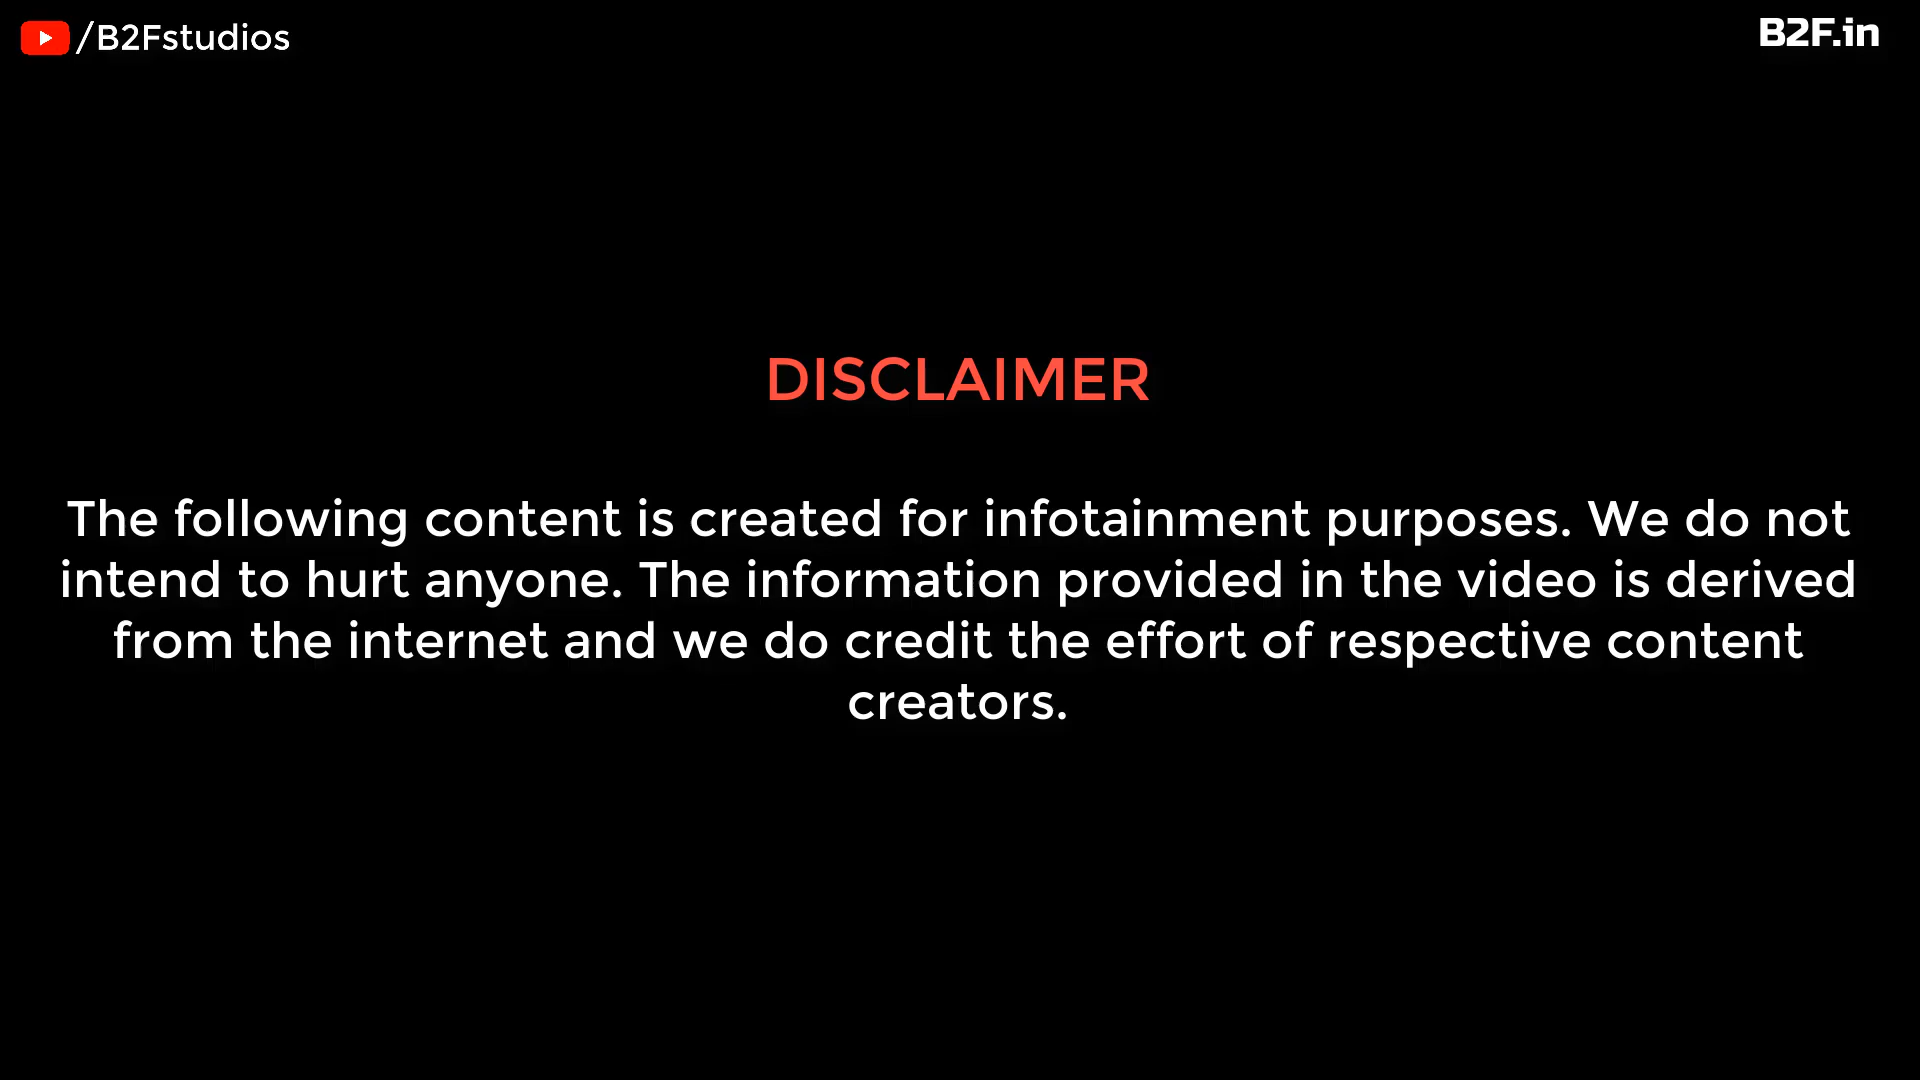 /B2Fstudios
B2F.in
DISCLAIMER
The following content is created for infotainment purposes. We do not
intend to hurt anyone. The information provided in the video is derived
from the internet and we do credit the effort of respective content
creators.